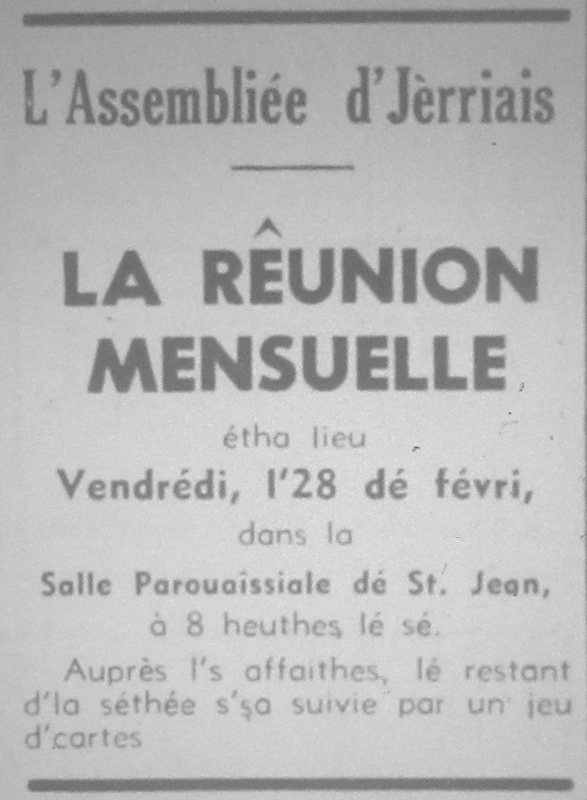 L'Assembliée d'Jèrriais
LA RÊUNION
MENSUELLE
étha lieu
Vendrédi, l'28 dé févri,
dans la
Salle Parouaîssiale dé St. Jean,
à 8 heuthes lé sé.
Auprès l's affaithes, lé restant
d'la séthée s'sa suivie par un jeu
d'cartes